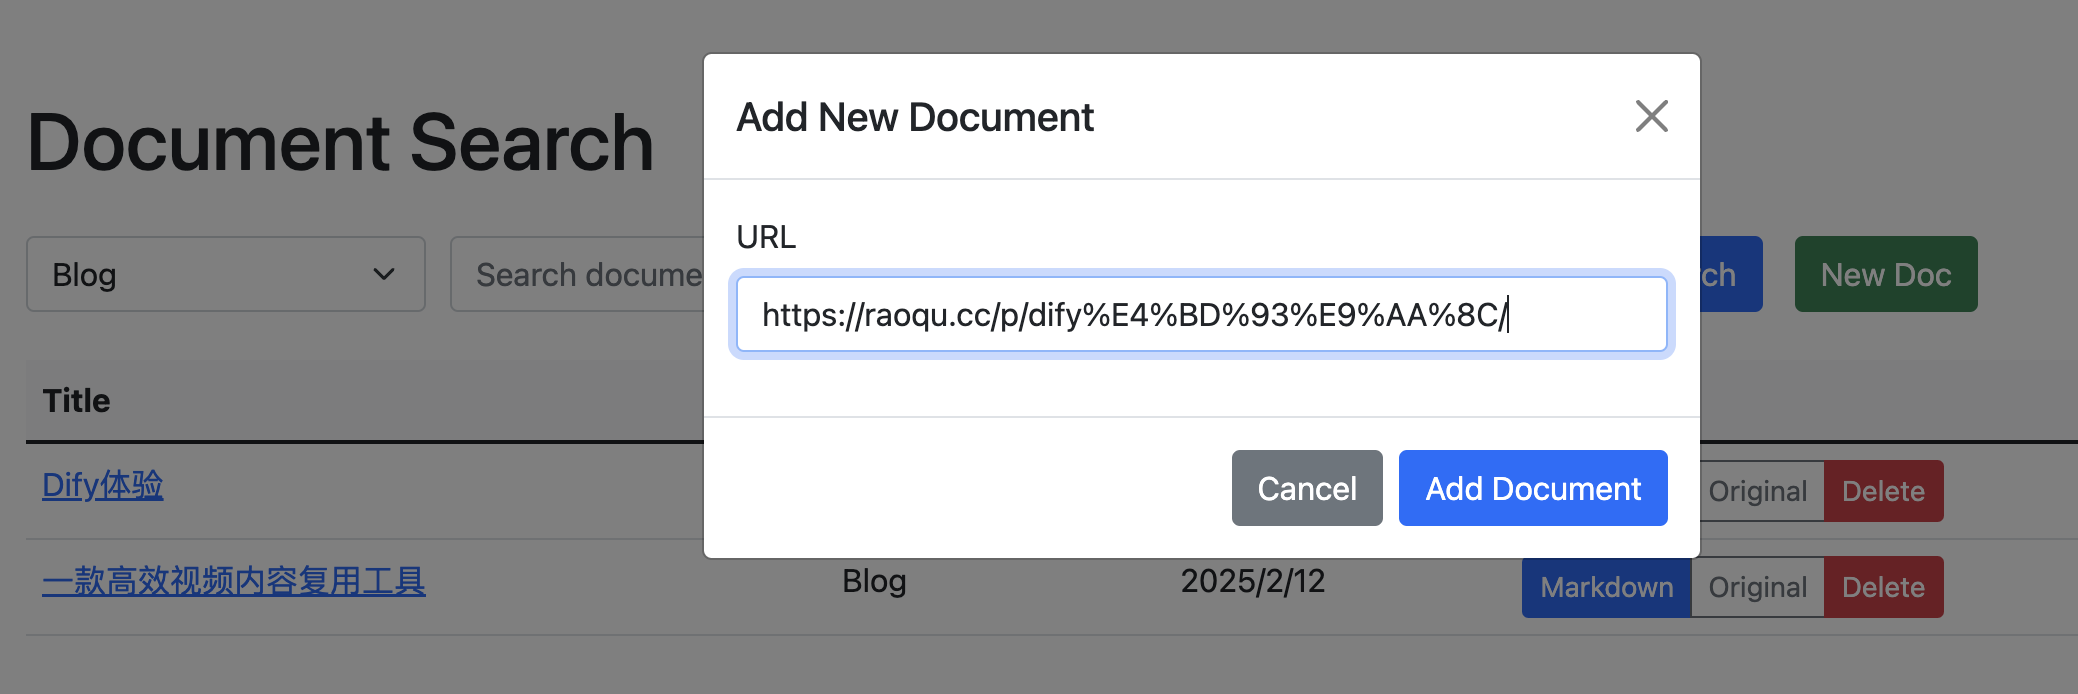 Document Search
Add New Document
URL
https://raoqu.cc/p/dify%E4%BD%93%E9%AA%8C/
Cancel
Add Document
Blog
Search docume
rch
New Doc
Title
Dify体验
Original
Delete
一款高效视频内容复用工具
Blog
2025/2/12
Markdown
Original
Delete